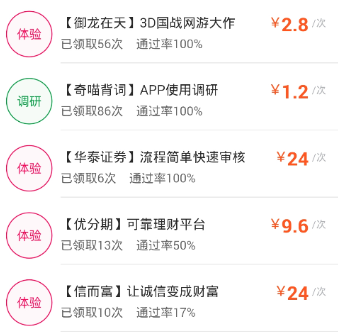 体验
【御龙在天】3D国战网游大作
¥2.8/次
已领取56次 通过率100%
调研
【奇喵背词】APP使用调研
¥1.2/次
已领取86次 通过率100%
体验
【华泰证券】流程简单快速审核
¥24/次
已领取6次 通过率100%
体验
【优分期】可靠理财平台
¥9.6/次
已领取13次 通过率50%
体验
【信而富】让诚信变成财富
¥24/次
已领取10次 通过率17%